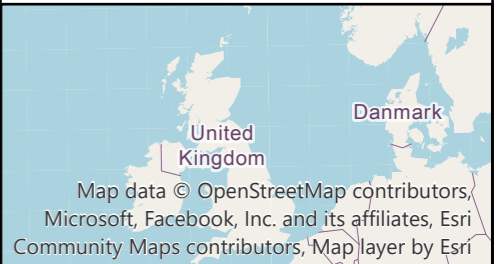 Denmark
United
Kingdom
Map data © OpenStreetMap contributors,
Microsoft, Facebook, Inc. and its affiliates, Esri
Community Maps contributors, Map layer by Esri